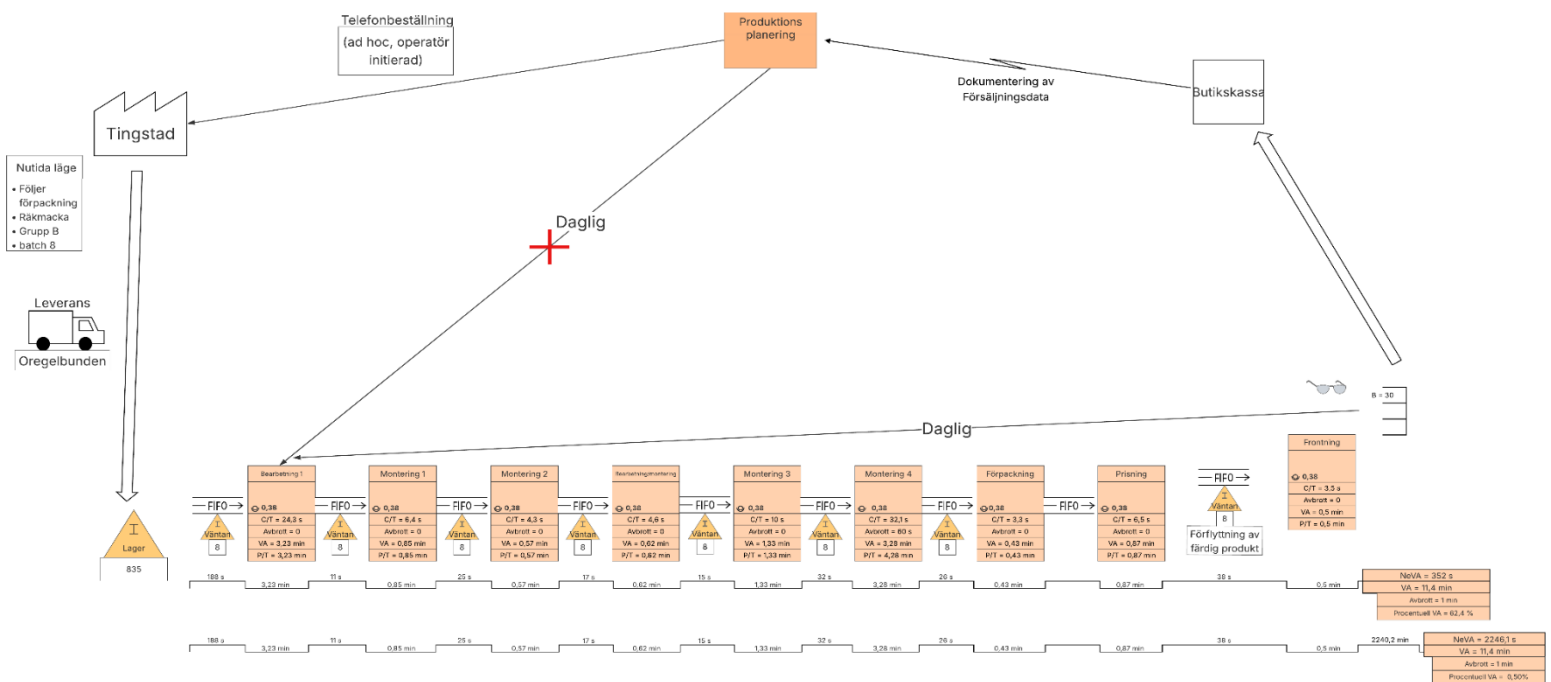 Telefonbeställning
(ad hoc, operatör
initierad)
Produktions
planering
Dokumentering av
Försäljningsdata
Butikskassa
Tingstad
Nutida läge
• Följer
förpackning
• Räkmacka
• Grupp B
• batch 8
Daglig
Leverans
Oregelbunden
B = 30
Daglig
I
Lager
835
FIFO
I
Väntan
8
Bearbetning 1
0,38
C/T = 24,3 s
Avbrott = 0
VA = 3,23 min
P/T = 3,23 min
FIFO
I
Väntan
8
Montering 1
0,38
C/T = 6,4 s
Avbrott = 0
VA = 0,85 min
P/T = 0,85 min
FIFO
I
Väntan
8
Montering 2
0,38
C/T = 4,3 s
Avbrott = 0
VA = 0,57 min
P/T = 0,57 min
FIFO
I
Väntan
8
Bearbetning/montering
0,38
C/T = 4,6 s
Avbrott = 0
VA = 0,62 min
P/T = 0,62 min
FIFO
I
Väntan
8
Montering 3
0,38
C/T = 10 s
Avbrott = 0
VA = 1,33 min
P/T = 1,33 min
FIFO
I
Väntan
8
Montering 4
0,38
C/T = 32,1 s
Avbrott = 60 s
VA = 3,28 min
P/T = 4,28 min
FIFO
I
Väntan
8
Förpackning
0,38
C/T = 3,3 s
Avbrott = 0
VA = 0,43 min
P/T = 0,43 min
FIFO
Prisning
0,38
C/T = 6,5 s
Avbrott = 0
VA = 0,87 min
P/T = 0,87 min
FIFO
I
Väntan
8
Förflyttning av
färdig produkt
Frontning
0,38
C/T = 3.5 s
Avbrott = 0
VA = 0,5 min
P/T = 0,5 min
188 s
3,23 min
11 s
0,85 min
25 s
0,57 min
17 s
0,62 min
15 s
1,33 min
32 s
3,28 min
26 s
0,43 min
0,87 min
38 s
0,5 min
NeVA = 352 s
VA = 11,4 min
Avbrott = 1 min
Procentuell VA = 62,4 %
188 s
3,23 min
11 s
0,85 min
25 s
0,57 min
17 s
0,62 min
15 s
1,33 min
32 s
3,28 min
26 s
0,43 min
0,87 min
38 s
0,5 min
2240,2 min
NeVA = 2246,1 s
VA = 11,4 min
Avbrott = 1 min
Procentuell VA = 0,50%